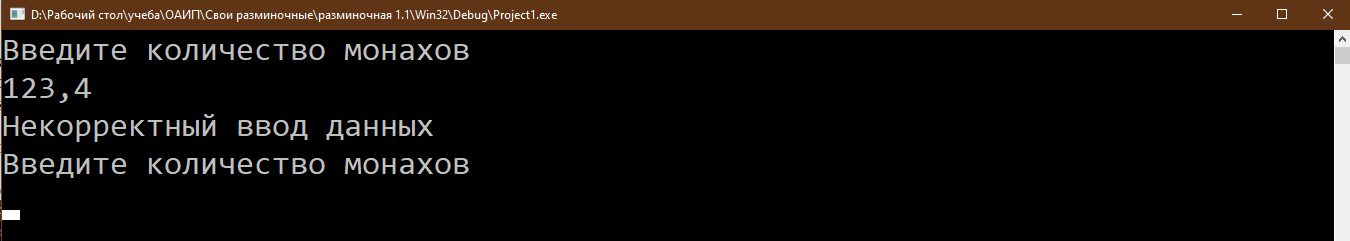 D:\Рабочий стол\учеба\ОАИП\Свои разминочные\разминочная 1.1\Win32\Debug\Project1.exe
Введите количество монахов
123,4
Некорректный ввод данных
Введите количество монахов